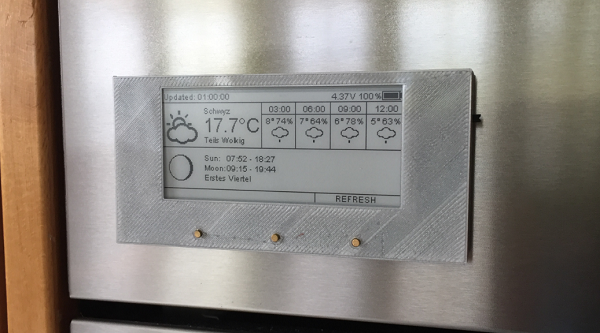 Updated: 01:00:00 4.37V 100%
Schwyz
17.7°C
Teils Wolkig
03:00 06:00 09:00 12:00
8° 74% 7° 64% 6° 78% 5° 63%
Sun: 07:52 - 18:27
Moon: 09:15 - 19:44
Erstes Viertel
REFRESH